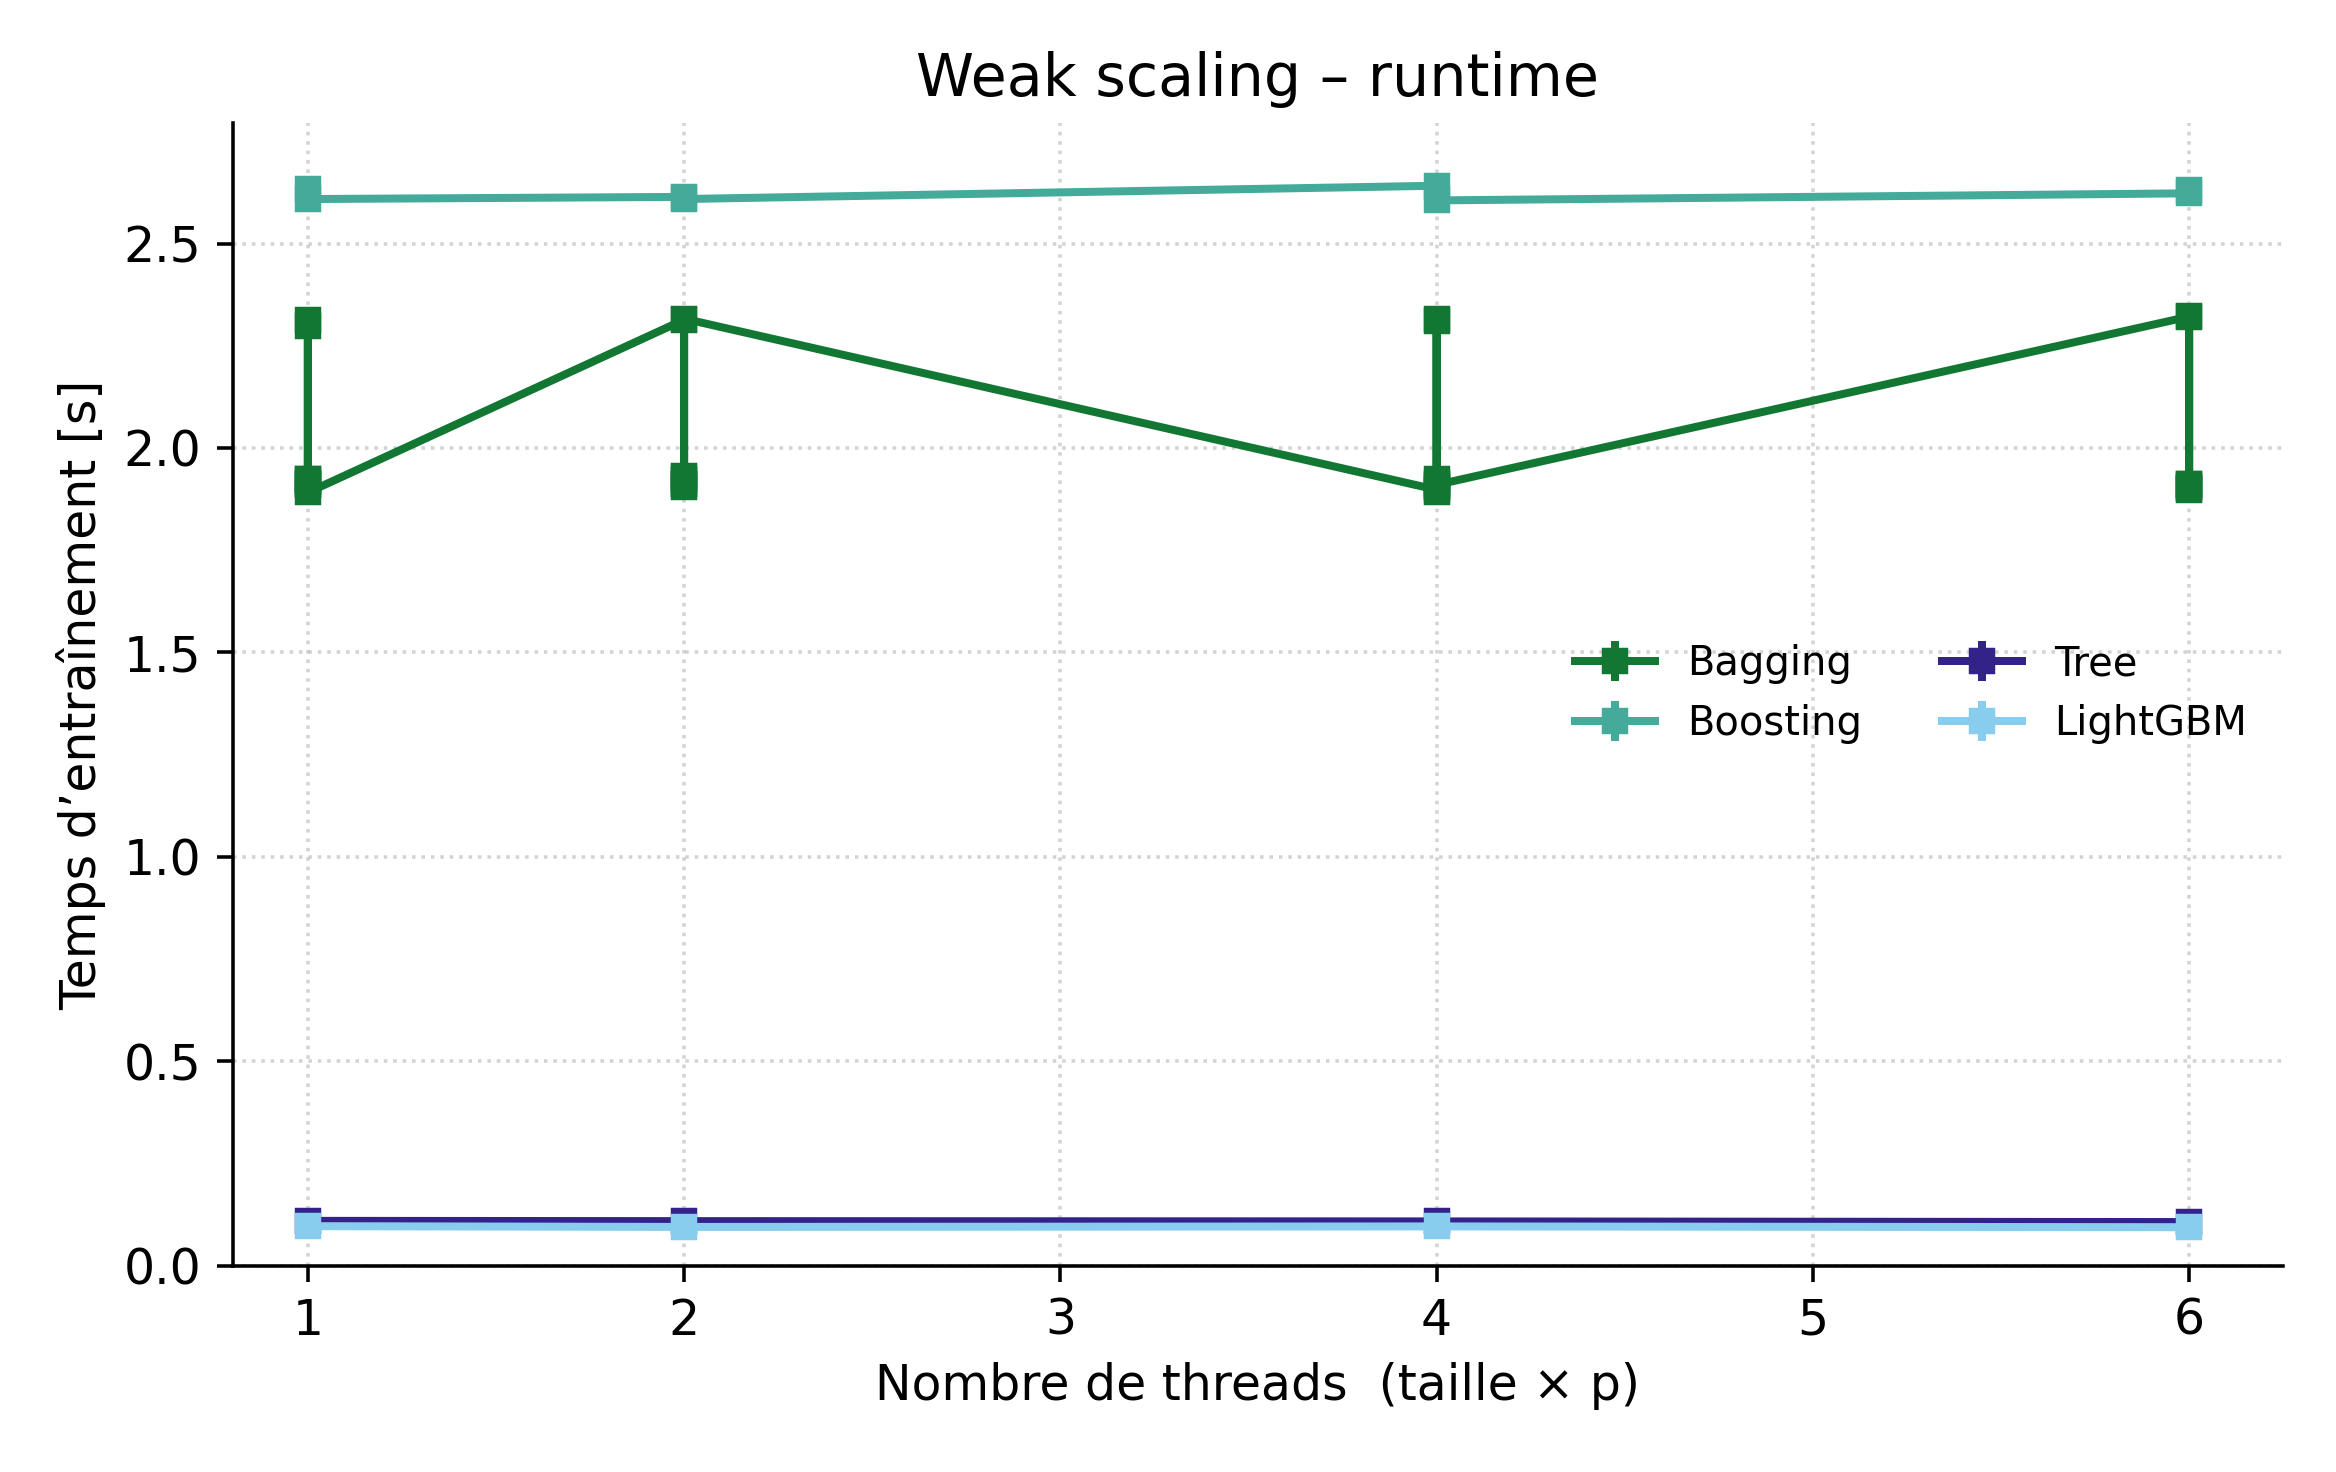 Weak scaling – runtime
Temps d’entraînement [s]
2.5
2.0
1.5
1.0
0.5
0.0
Bagging
Boosting
Tree
LightGBM
1 2 3 4 5 6
Nombre de threads  (taille × p)